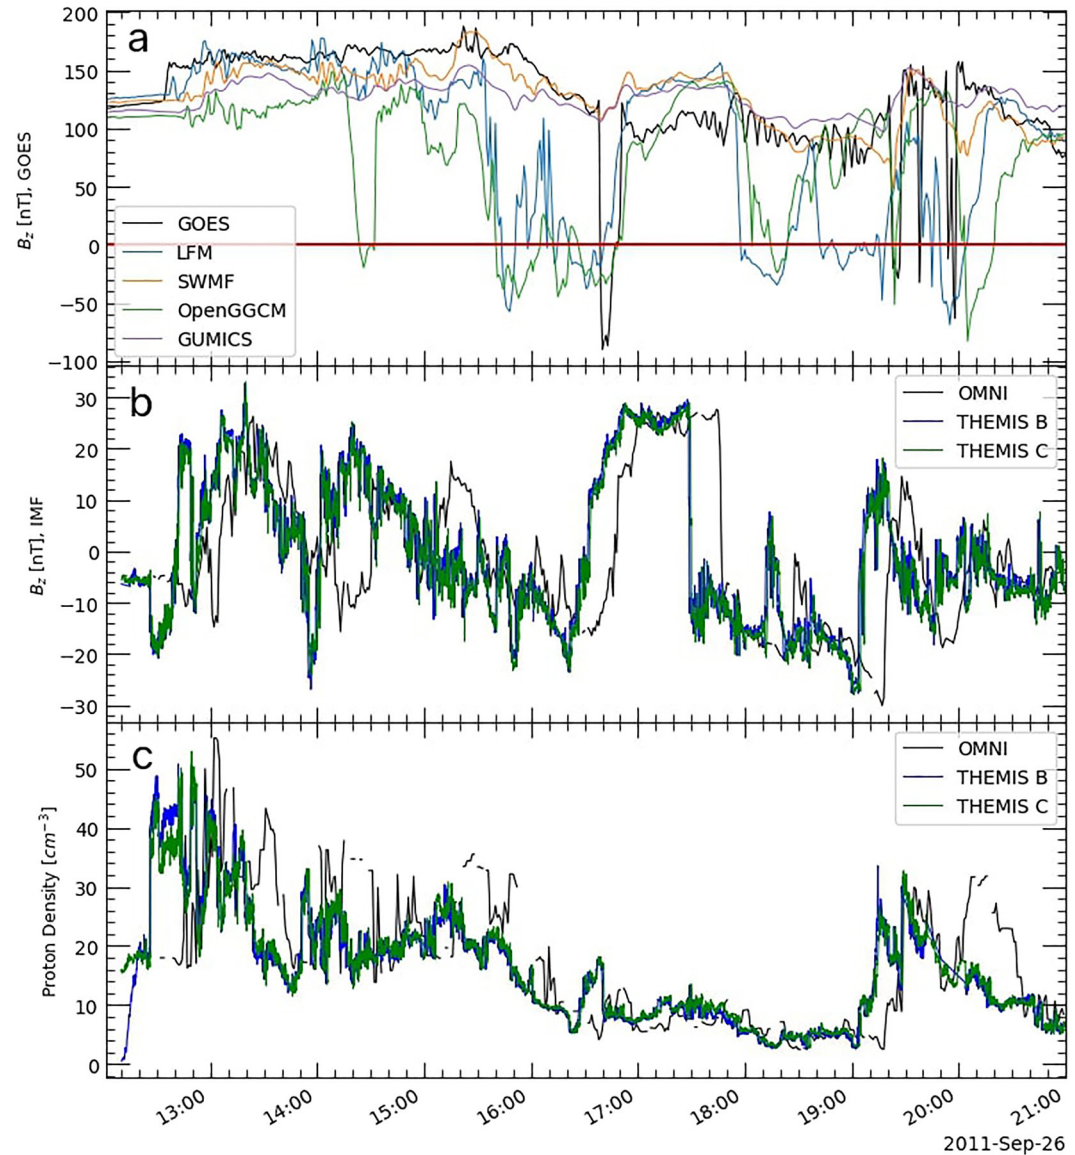 a
200
150
100
50
0
−50
−100
B_z [nT], GOES
GOES
LFM
SWMF
OpenGGCM
GUMICS
b
30
20
10
0
−10
−20
−30
B_z [nT], IMF
OMNI
THEMIS B
THEMIS C
c
50
40
30
20
10
0
Proton Density [cm⁻³]
OMNI
THEMIS B
THEMIS C
13:00 14:00 15:00 16:00 17:00 18:00 19:00 20:00 21:00
2011-Sep-26